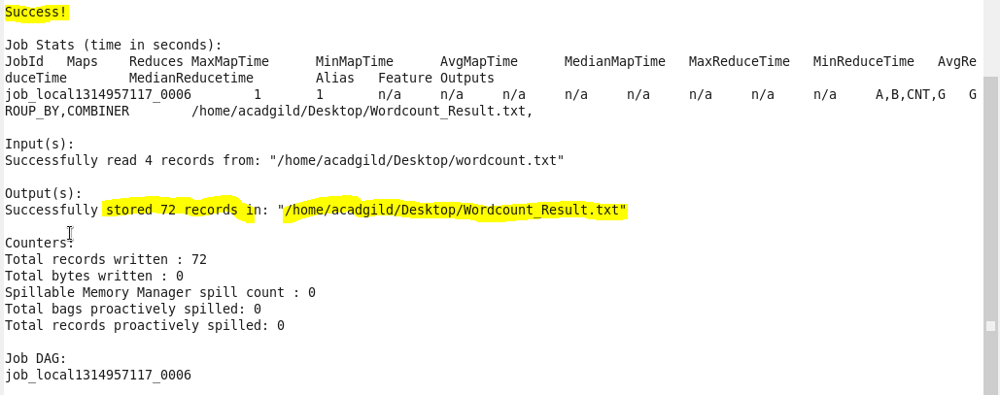 Success!
Job Stats (time in seconds):
JobId   Maps    Reduces MaxMapTime      MinMapTime      AvgMapTime      MedianMapTime   MaxReduceTime   MinReduceTime   AvgRe
duceTime        MedianReducetime        Alias   Feature Outputs
job_local1314957117_0006        1       1       n/a     n/a     n/a     n/a     n/a     n/a     n/a     n/a     A,B,CNT,G   G
ROUP_BY,COMBINER        /home/acadgild/Desktop/Wordcount_Result.txt,
Input(s):
Successfully read 4 records from: "/home/acadgild/Desktop/wordcount.txt"
Output(s):
Successfully stored 72 records in: "/home/acadgild/Desktop/Wordcount_Result.txt"
Counters:
Total records written : 72
Total bytes written : 0
Spillable Memory Manager spill count : 0
Total bags proactively spilled: 0
Total records proactively spilled: 0
Job DAG:
job_local1314957117_0006